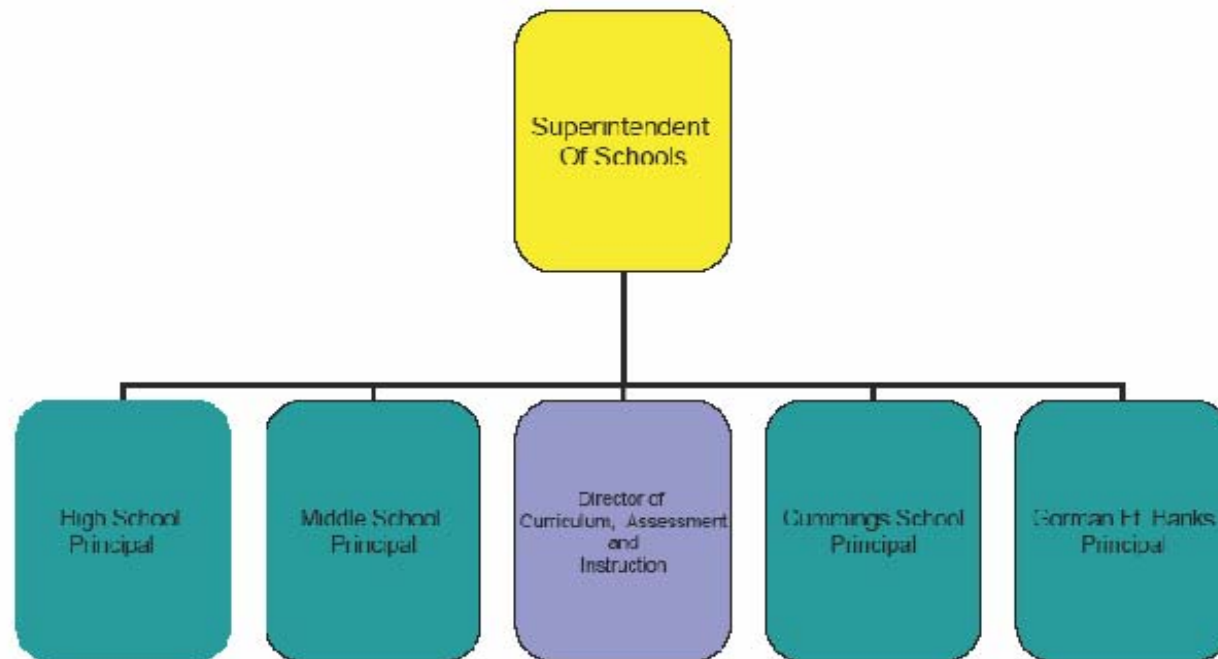 Superintendent
Of Schools
High School
Principal
Middle School
Principal
Director of
Curriculum, Assessment
and
Instruction
Cummings School
Principal
Gorman Ft. Banks
Principal